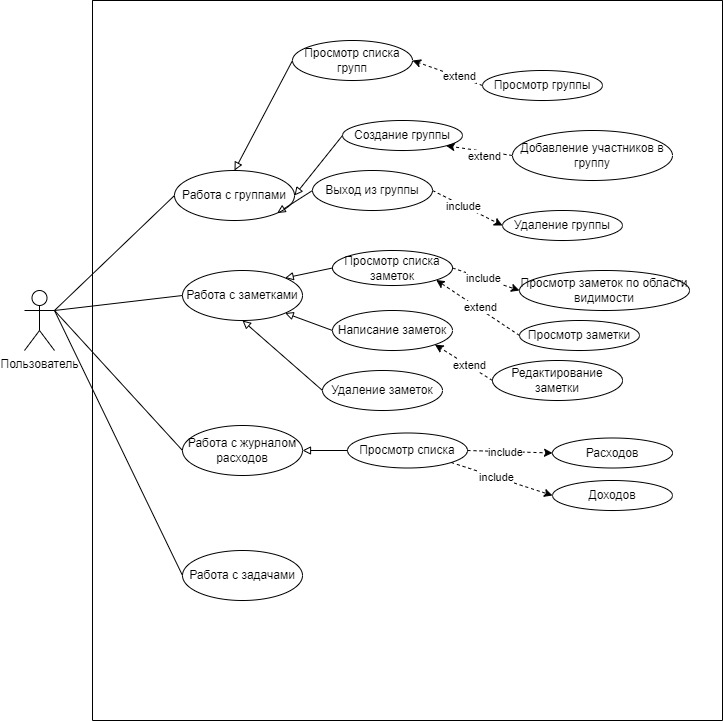 Просмотр списка
групп
extend
Просмотр группы
Создание группы
extend
Добавление участников в
группу
Работа с группами
Выход из группы
include
Удаление группы
Просмотр списка
заметок
include
Просмотр заметок по области
видимости
Работа с заметками
extend
Написание заметок
Просмотр заметки
Пользователь
extend
Редактирование
заметки
Удаление заметок
Работа с журналом
расходов
Просмотр списка
include
Расходов
include
Доходов
Работа с задачами